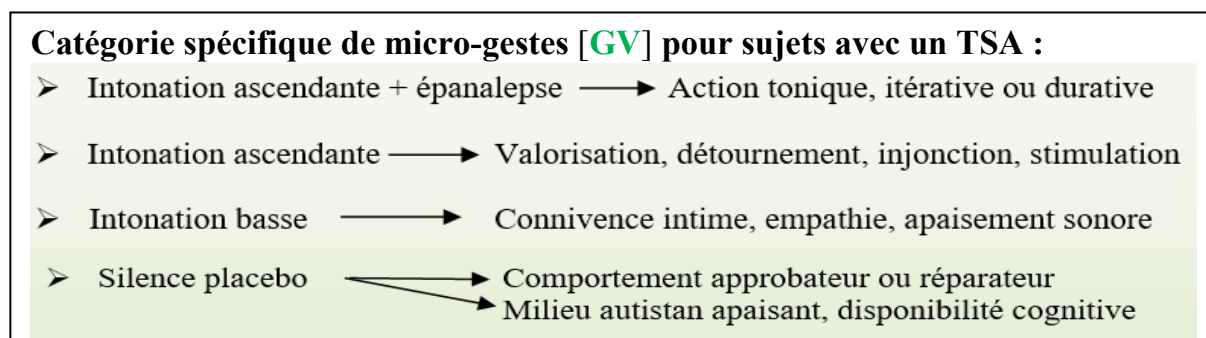 Catégorie spécifique de micro-gestes [GV] pour sujets avec un TSA :
➢ Intonation ascendante + épanalepse → Action tonique, itérative ou durative
➢ Intonation ascendante → Valorisation, détournement, injonction, stimulation
➢ Intonation basse → Connivence intime, empathie, apaisement sonore
➢ Silence placebo → Comportement approbateur ou réparateur
Milieu autistan apaisant, disponibilité cognitive